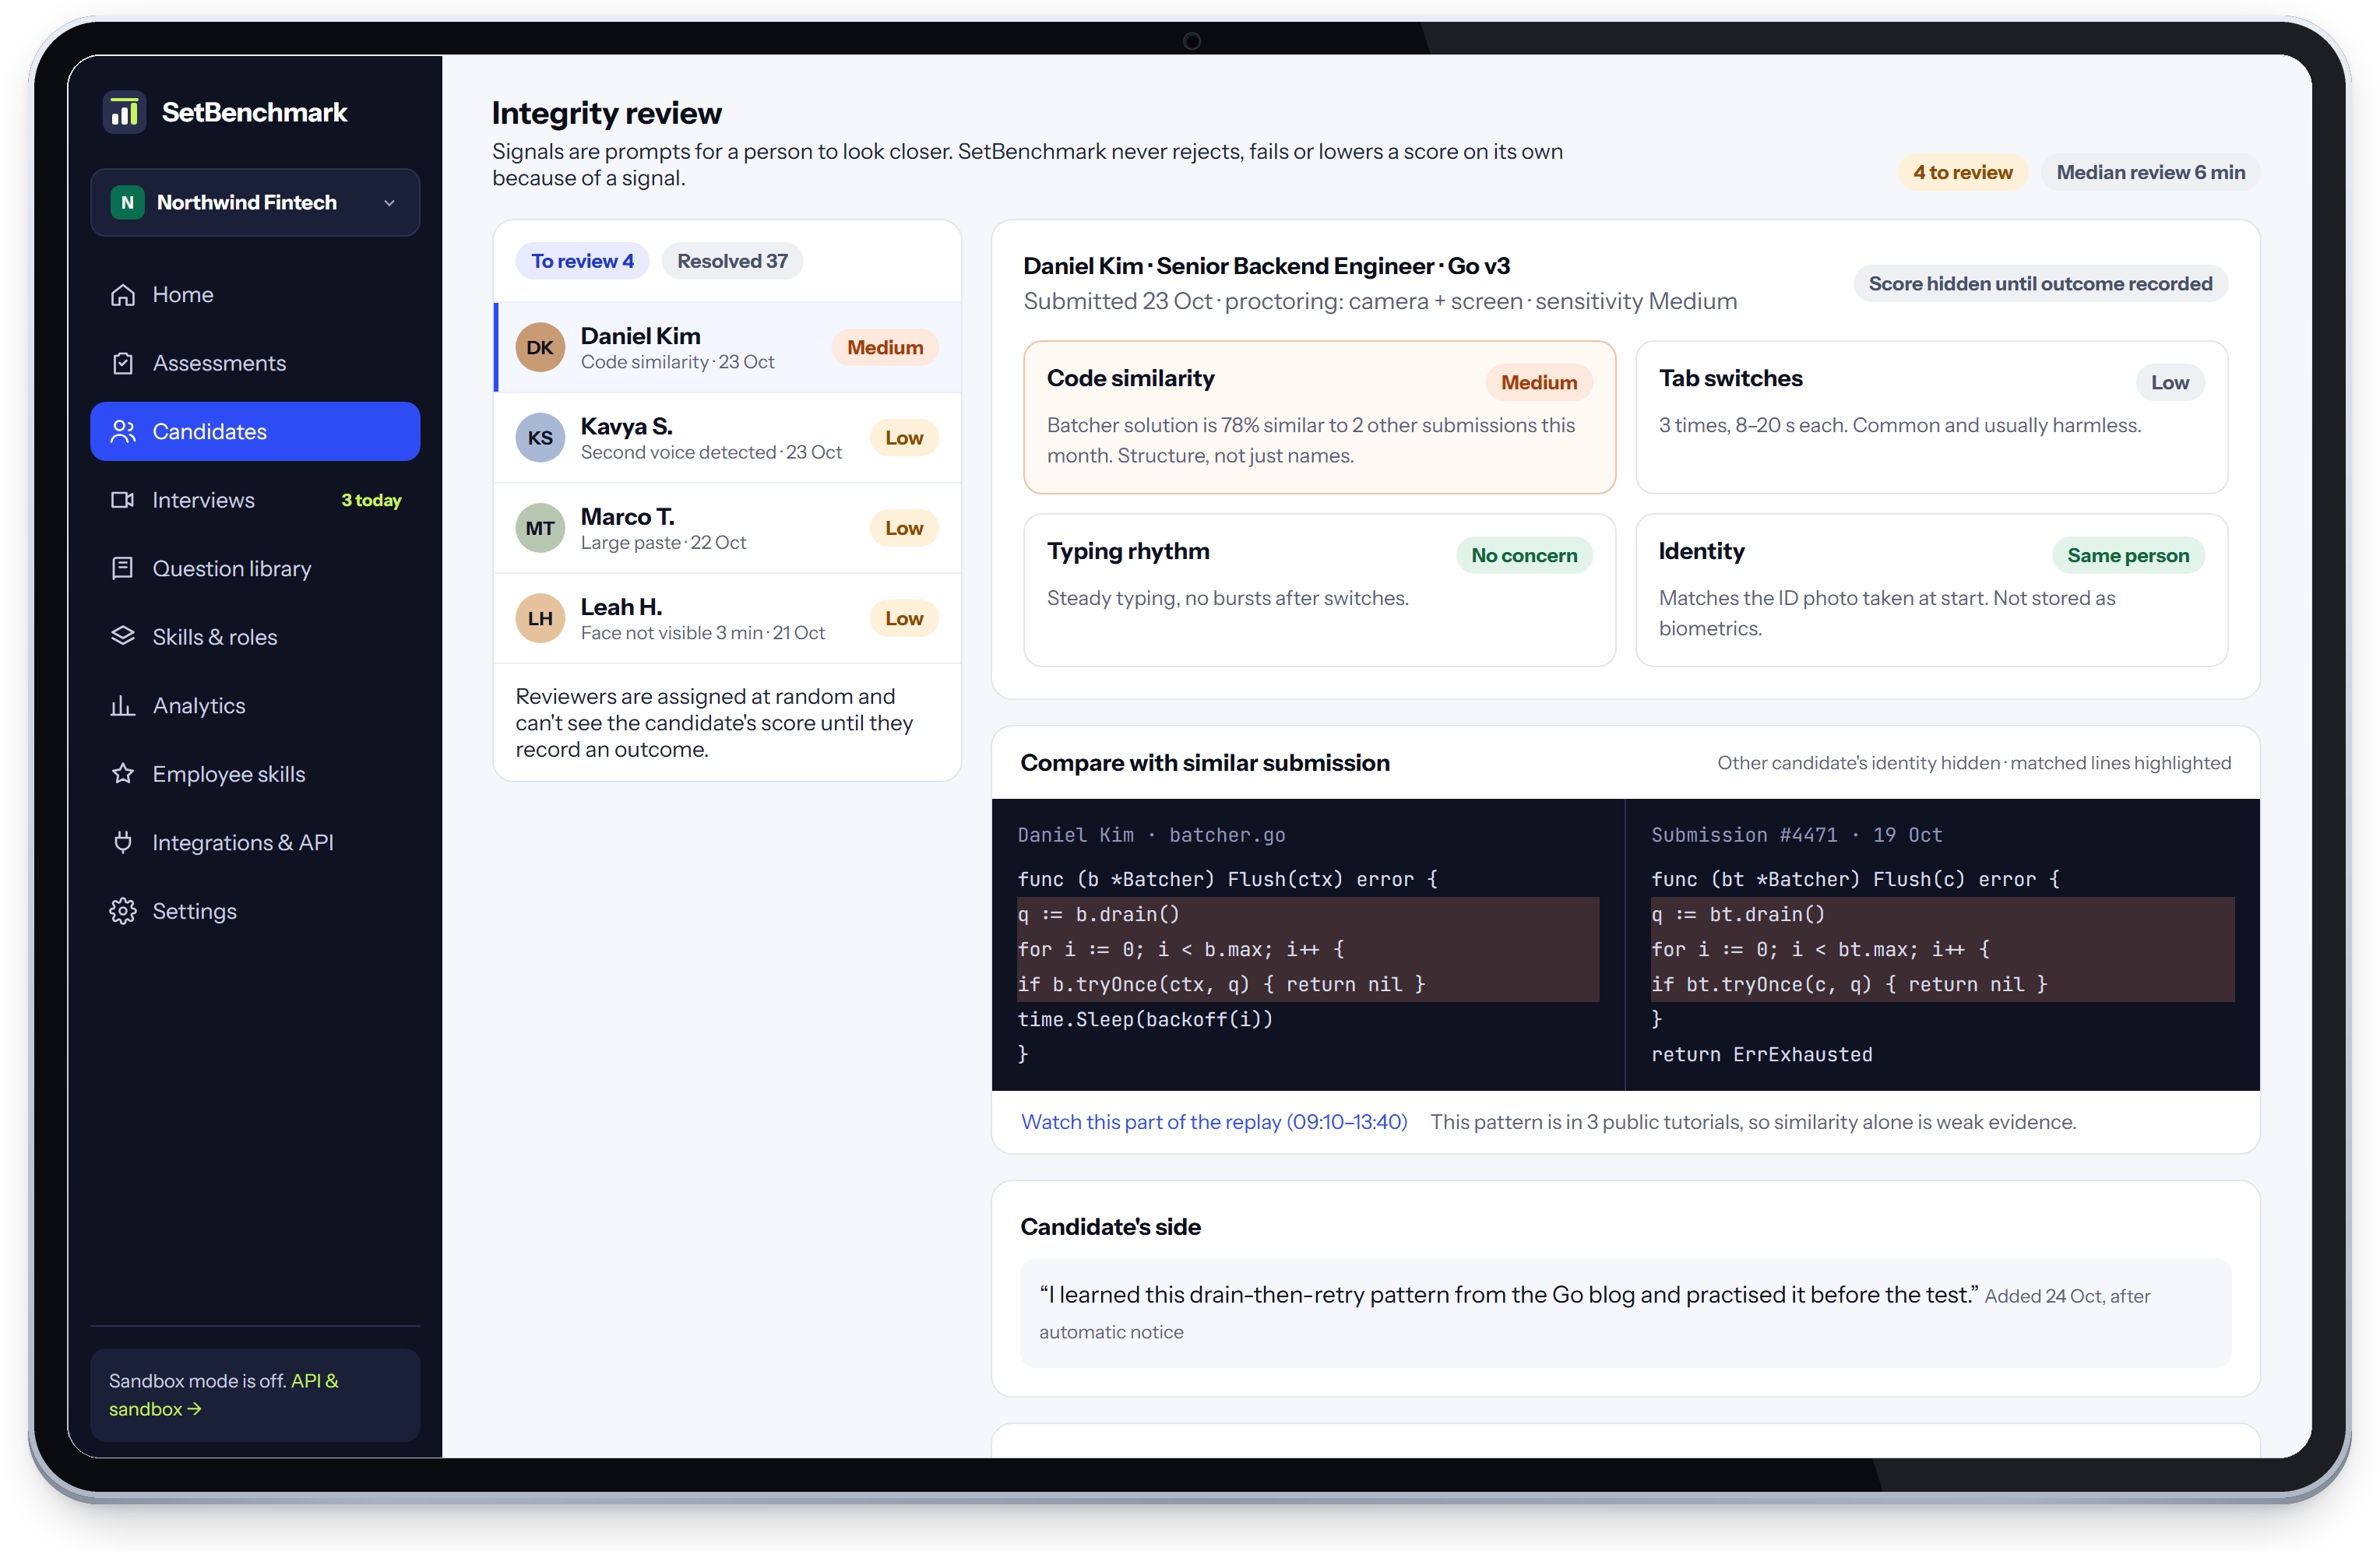 SetBenchmark
N Northwind Fintech
Home
Assessments
Candidates
Interviews 3 today
Question library
Skills & roles
Analytics
Employee skills
Integrations & API
Settings
Sandbox mode is off. API &
sandbox →
Integrity review
Signals are prompts for a person to look closer. SetBenchmark never rejects, fails or lowers a score on its own
because of a signal.
4 to review Median review 6 min
To review 4 Resolved 37
DK Daniel Kim Medium
Code similarity · 23 Oct
KS Kavya S. Low
Second voice detected · 23 Oct
MT Marco T. Low
Large paste · 22 Oct
LH Leah H. Low
Face not visible 3 min · 21 Oct
Reviewers are assigned at random and
can't see the candidate's score until they
record an outcome.
Daniel Kim · Senior Backend Engineer · Go v3
Submitted 23 Oct · proctoring: camera + screen · sensitivity Medium
Score hidden until outcome recorded
Code similarity Medium
Batcher solution is 78% similar to 2 other submissions this
month. Structure, not just names.
Tab switches Low
3 times, 8–20 s each. Common and usually harmless.
Typing rhythm No concern
Steady typing, no bursts after switches.
Identity Same person
Matches the ID photo taken at start. Not stored as
biometrics.
Compare with similar submission
Other candidate's identity hidden · matched lines highlighted
Daniel Kim · batcher.go
func (b *Batcher) Flush(ctx) error {
q := b.drain()
for i := 0; i < b.max; i++ {
if b.tryOnce(ctx, q) { return nil }
time.Sleep(backoff(i))
}
Submission #4471 · 19 Oct
func (bt *Batcher) Flush(c) error {
q := bt.drain()
for i := 0; i < bt.max; i++ {
if bt.tryOnce(c, q) { return nil }
}
return ErrExhausted
Watch this part of the replay (09:10–13:40) This pattern is in 3 public tutorials, so similarity alone is weak evidence.
Candidate's side
“I learned this drain-then-retry pattern from the Go blog and practised it before the test.” Added 24 Oct, after
automatic notice